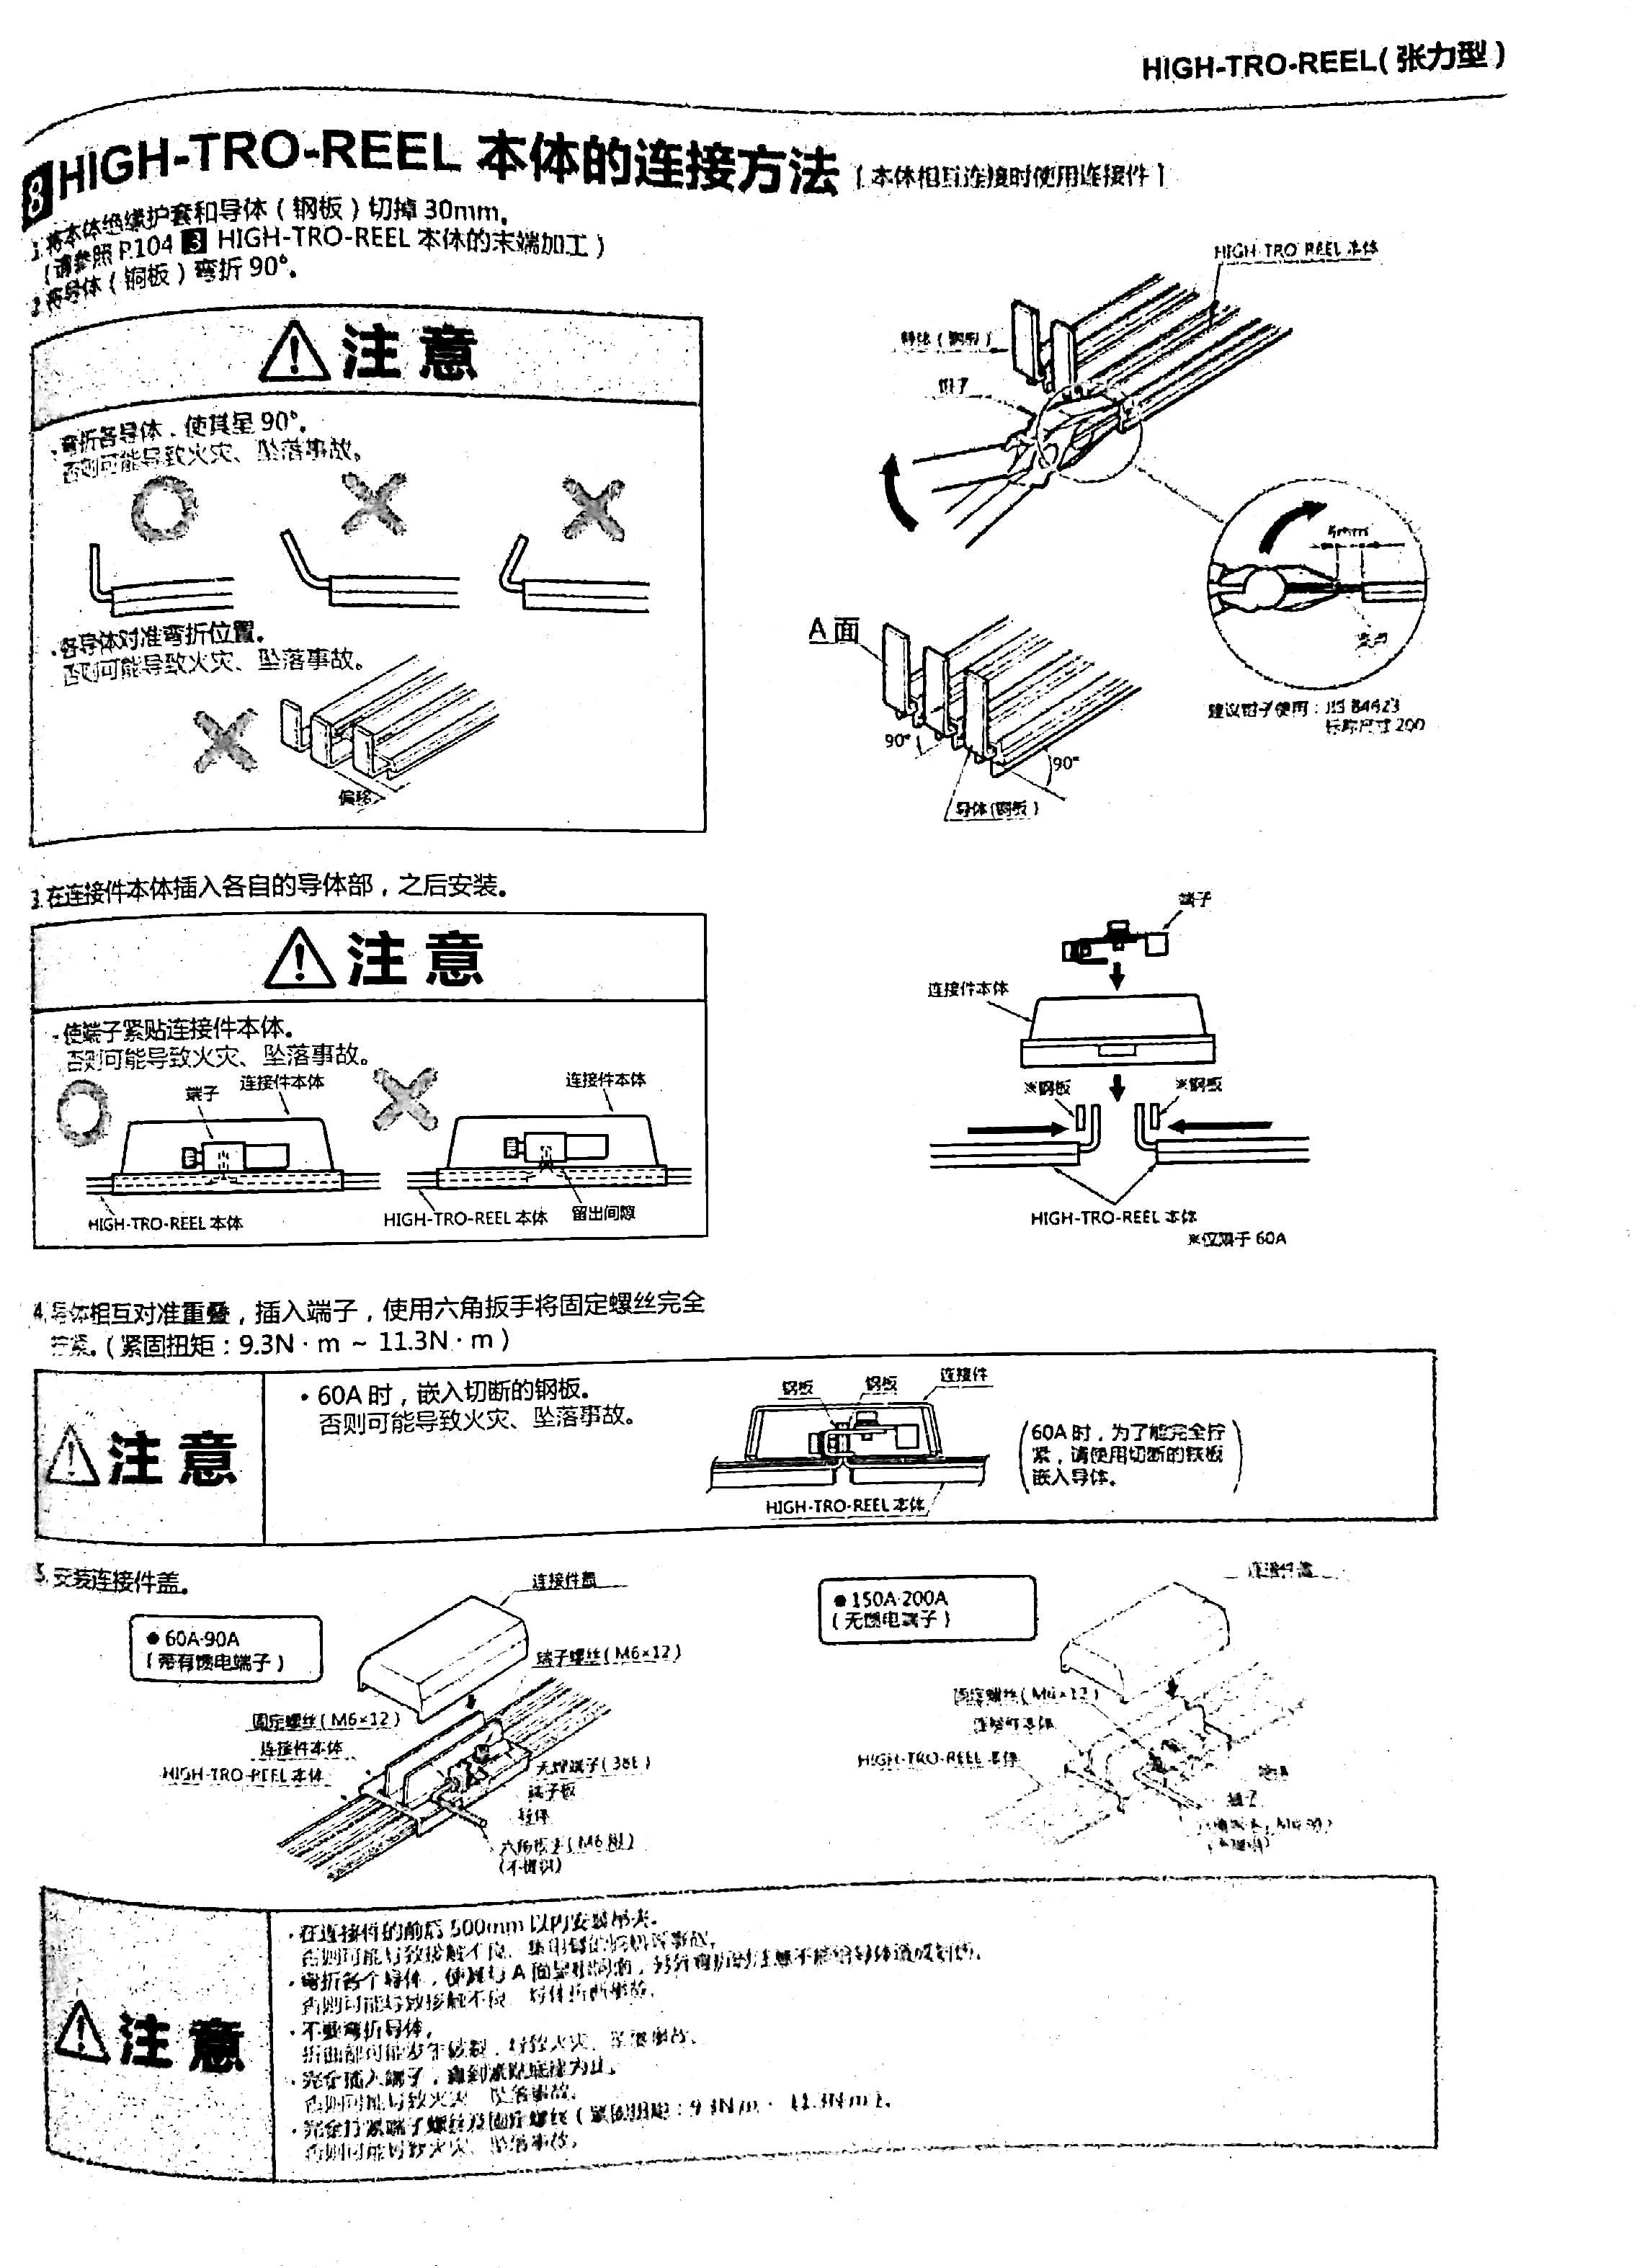 HIGH-TRO-REEL(张力型)
8 HIGH-TRO-REEL 本体的连接方法 [本体相互连接时使用连接件]
1.将本体绝缘护套和导体(钢板)切掉 30mm。
(请参照 P.104 3 HIGH-TRO-REEL 本体的末端加工)
2.将导体(铜板)弯折 90°。
注意
·弯折各导体,使其呈 90°。
否则可能导致火灾、坠落事故。
·各导体对准弯折位置。
否则可能导致火灾、坠落事故。
偏移
HIGH-TRO-REEL 本体
导体(钢板)
钳子
5mm
支点
建议钳子使用:JIS B4623
标称尺寸 200
A 面
90°
90°
导体(钢板)
3.在连接件本体插入各自的导体部,之后安装。
注意
·使端子紧贴连接件本体。
否则可能导致火灾、坠落事故。
端子
连接件本体
HIGH-TRO-REEL 本体
连接件本体
HIGH-TRO-REEL 本体
留出间隙
端子
连接件本体
※钢板
※钢板
HIGH-TRO-REEL 本体
※仅用于 60A
4.导体相互对准重叠,插入端子,使用六角扳手将固定螺丝完全
拧紧。(紧固扭矩:9.3N·m ~ 11.3N·m)
注意
·60A 时,嵌入切断的钢板。
否则可能导致火灾、坠落事故。
钢板
钢板
连接件
HIGH-TRO-REEL 本体
(60A 时,为了能完全拧
紧,请使用切断的铁板
嵌入导体。)
5.安装连接件盖。
●60A·90A
(带有馈电端子)
连接件盖
端子螺丝(M6×12)
固定螺丝(M6×12)
连接件本体
HIGH-TRO-REEL 本体
端子板
六角扳手(M6 用)
(不提供)
●150A·200A
(无馈电端子)
连接件盖
固定螺丝(M6×12)
连接件本体
HIGH-TRO-REEL 本体
端子
注意
·在连接件的前后 500mm 以内安装吊夹。
否则可能导致接触不良、集电臂的脱轨等事故。
·弯折各个导体,使其与 A 面呈相同面,另外弯折时注意不能给导体造成划伤。
否则可能导致接触不良、导体折断事故。
·不要弯折导体。
折曲部可能发生破裂,导致火灾、坠落事故。
·完全插入端子,直到紧贴底部为止。
否则可能导致火灾、坠落事故。
·完全拧紧端子螺丝及固定螺丝(紧固扭矩:9.3N·m ~ 11.3N·m)。
否则可能导致火灾、坠落事故。